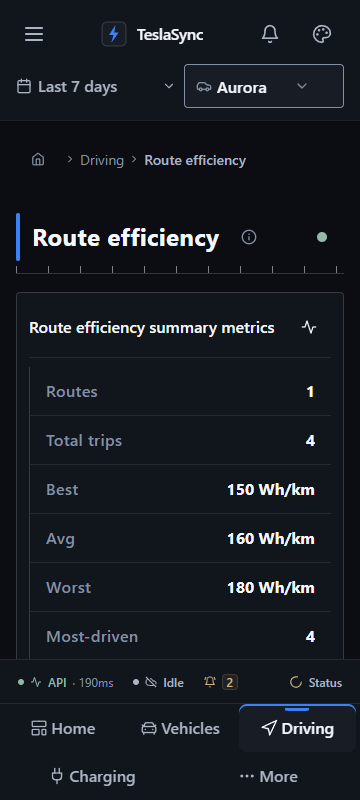 TeslaSync
Last 7 days
Aurora
Driving
Route efficiency
Route efficiency
Route efficiency summary metrics
Routes 1
Total trips 4
Best 150 Wh/km
Avg 160 Wh/km
Worst 180 Wh/km
Most-driven 4
API · 190ms Idle 2 Status
Home Vehicles Driving
Charging More